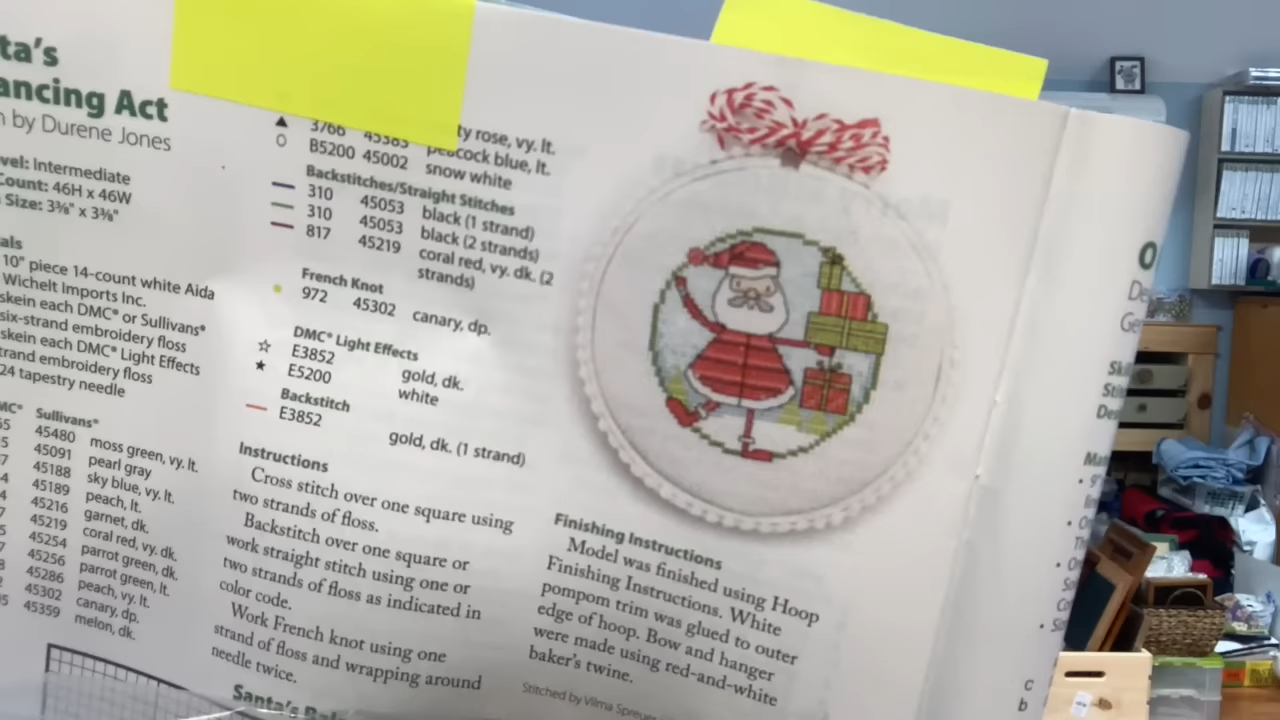 ta's
ancing Act
n by Durene Jones
vel: Intermediate
Count: 46H x 46W
Size: 3⅜" x 3⅜"
als
10" piece 14-count white Aida
Wichelt Imports Inc.
skein each DMC® or Sullivans®
six-strand embroidery floss
skein each DMC® Light Effects
trand embroidery floss
24 tapestry needle
MC® Sullivans®
45480 moss green, vy. lt.
45091 pearl gray
45188 sky blue, vy. lt.
45189 peach, lt.
45216 garnet, dk.
45219 coral red, vy. dk.
45254 parrot green, dk.
45256 parrot green, lt.
45286 peach, vy. lt.
45302 canary, dp.
45359 melon, dk.
ty rose, vy. lt.
▲ 3766 45383 peacock blue, lt.
○ B5200 45002 snow white
Backstitches/Straight Stitches
310 45053 black (1 strand)
310 45053 black (2 strands)
817 45219 coral red, vy. dk. (2
strands)
French Knot
972 45302 canary, dp.
DMC® Light Effects
☆ E3852 gold, dk.
★ E5200 white
Backstitch
E3852 gold, dk. (1 strand)
Instructions
Cross stitch over one square using
two strands of floss.
Backstitch over one square or
work straight stitch using one or
two strands of floss as indicated in
color code.
Work French knot using one
strand of floss and wrapping around
needle twice.
Santa's Bal
Finishing Instructions
Model was finished using Hoop
Finishing Instructions. White
pompom trim was glued to outer
edge of hoop. Bow and hanger
were made using red-and-white
baker's twine.
Stitched by Vilma Spreu